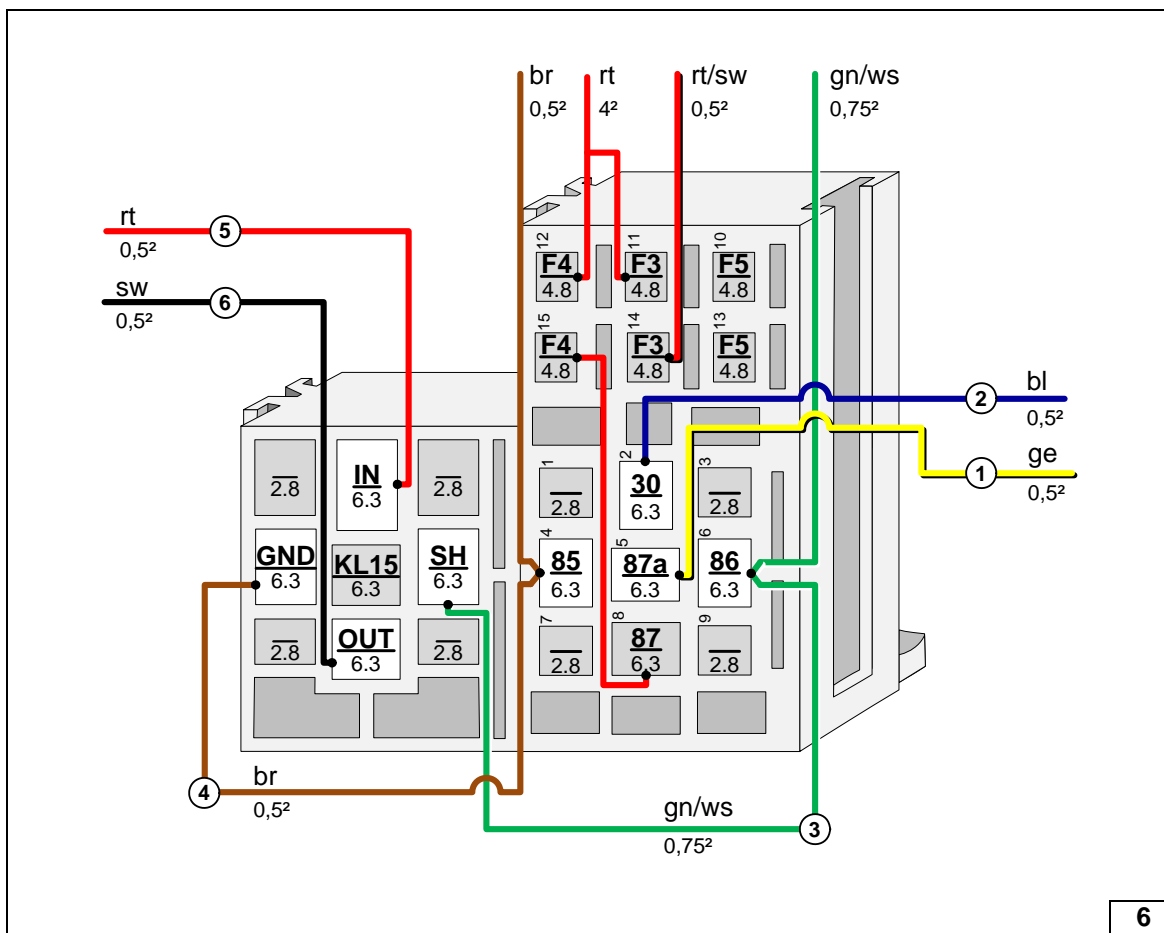 br rt rt/sw gn/ws
0,5² 4² 0,5² 0,75²
rt
0,5²
5
sw
0,5²
6
12 11 10
F4 F3 F5
4.8 4.8 4.8
15 14 13
F4 F3 F5
4.8 4.8 4.8
2 bl
0,5²
1 ge
0,5²
IN
2.8 6.3 2.8
1 2 3
30
2.8 6.3 2.8
GND KL15 SH
6.3 6.3 6.3
4 5 6
85 87a 86
6.3 6.3 6.3
OUT
2.8 6.3 2.8
7 8 9
87
2.8 6.3 2.8
4
br
0,5²
gn/ws
0,75²
3
6